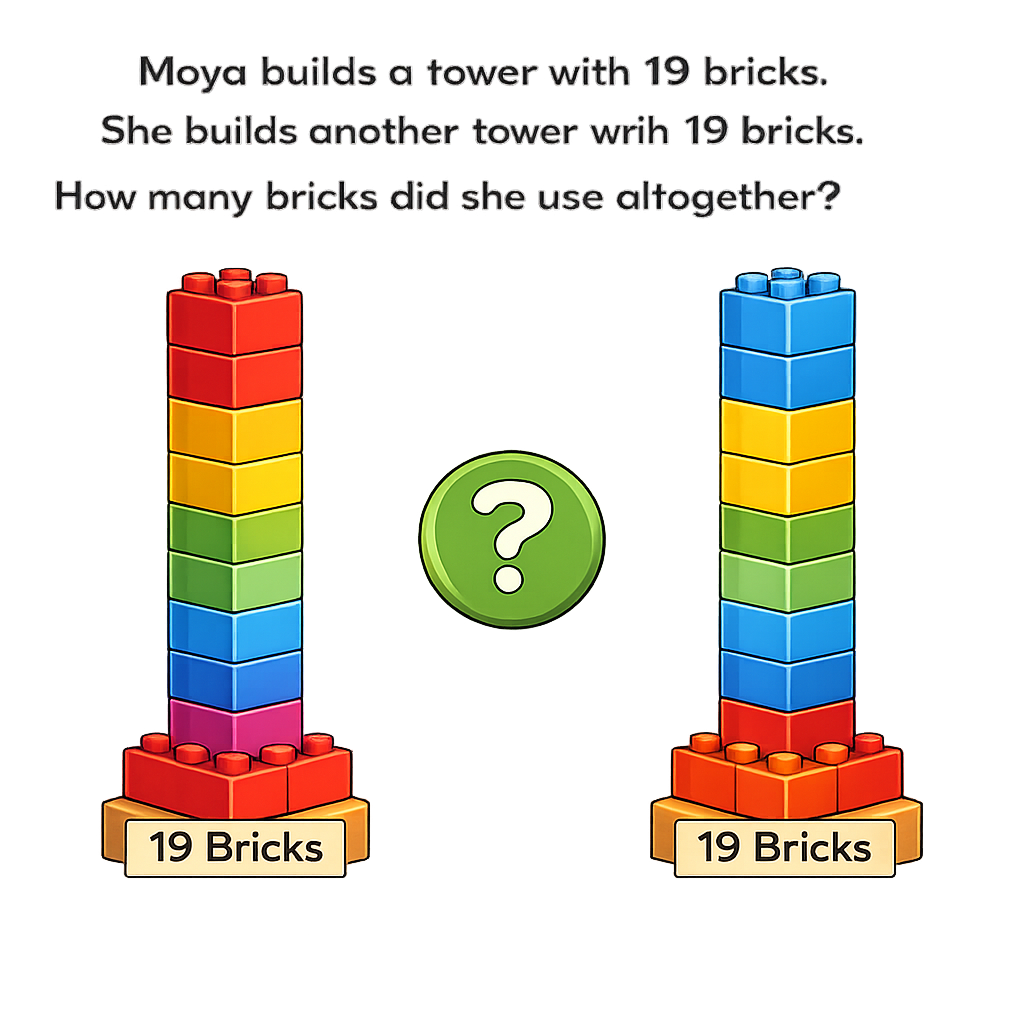 Moya builds a tower with 19 bricks.
She builds another tower wrih 19 bricks.
How many bricks did she use altogether?
?
19 Bricks
19 Bricks